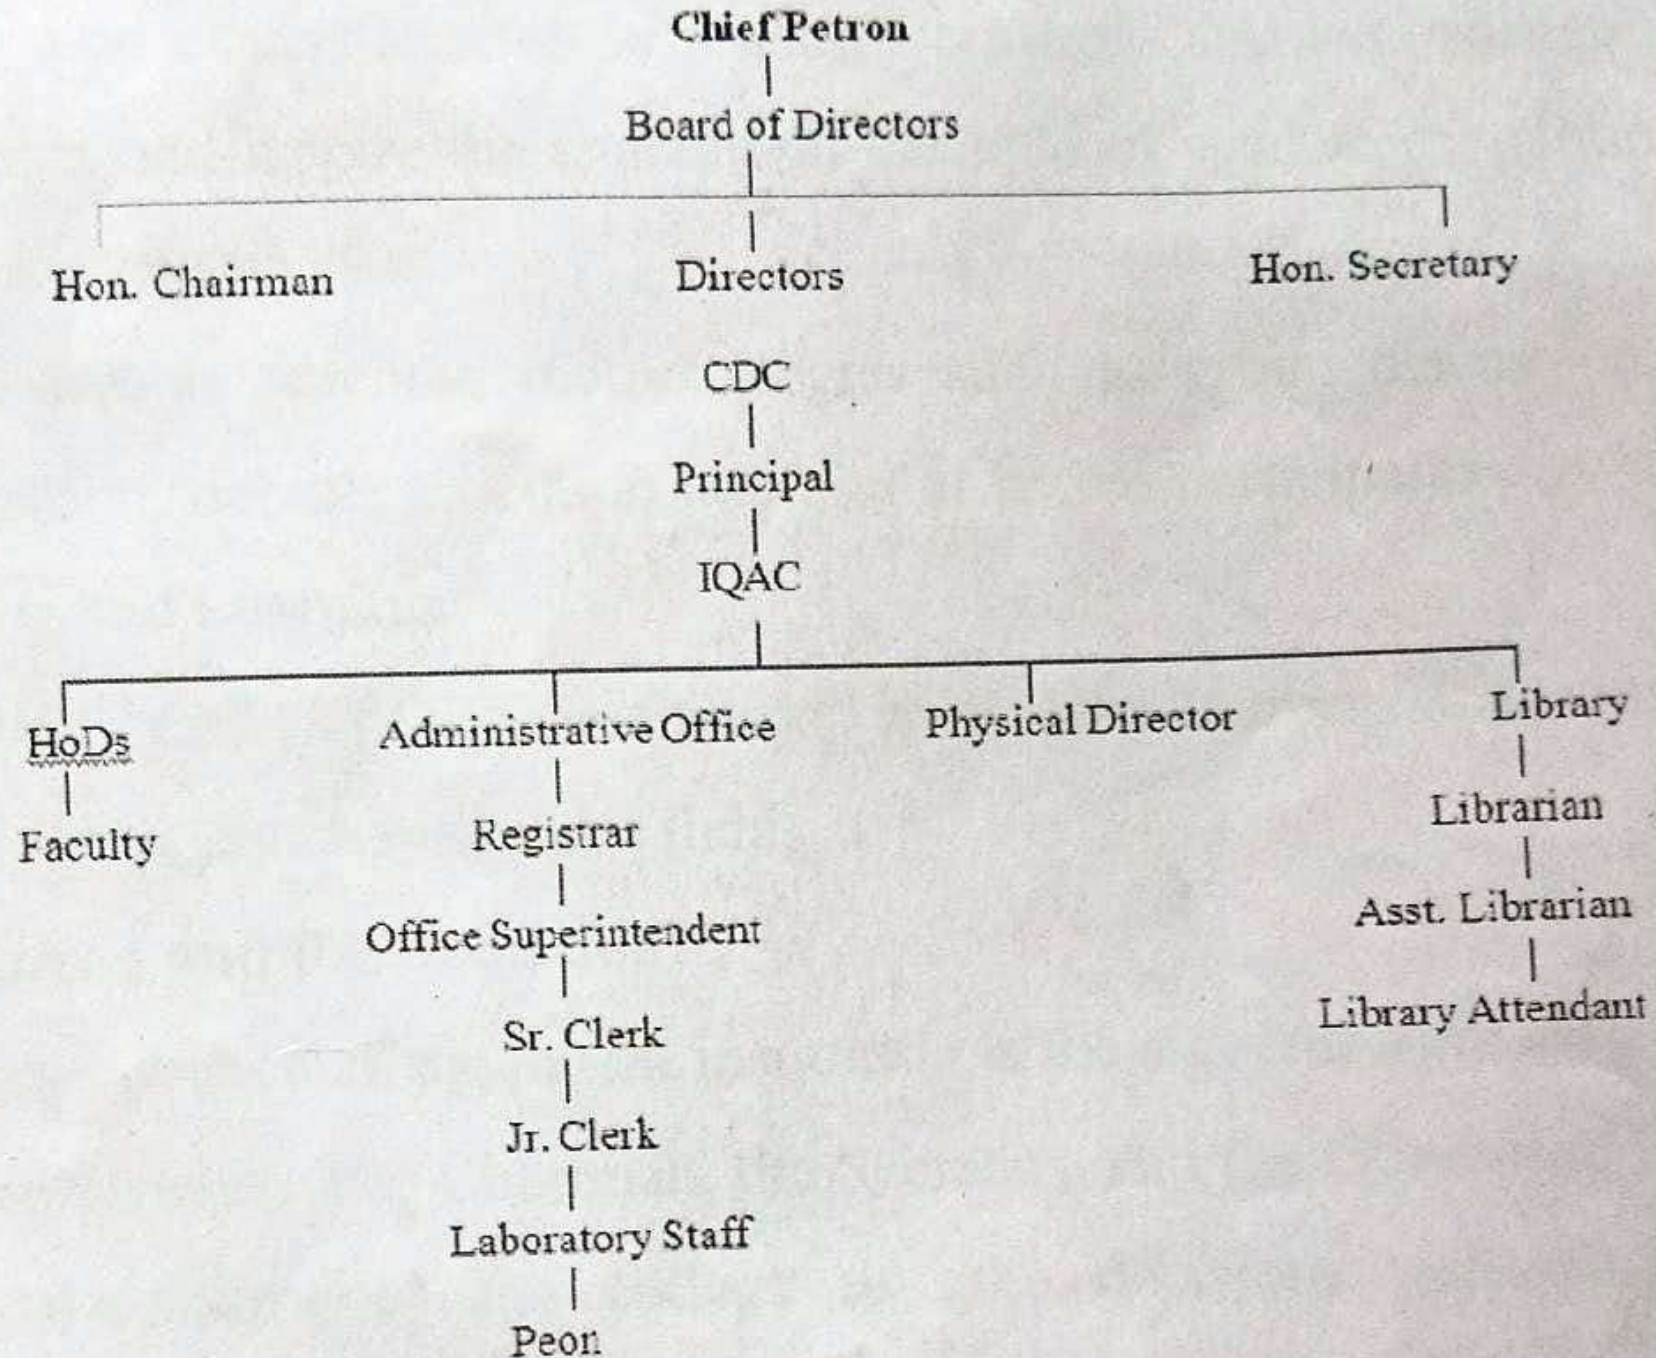 Chief Petron
Board of Directors
Hon. Chairman Directors Hon. Secretary
CDC
Principal
IQAC
HoDs Administrative Office Physical Director Library
Faculty Registrar Librarian
Office Superintendent Asst. Librarian
Sr. Clerk Library Attendant
Jr. Clerk
Laboratory Staff
Peon